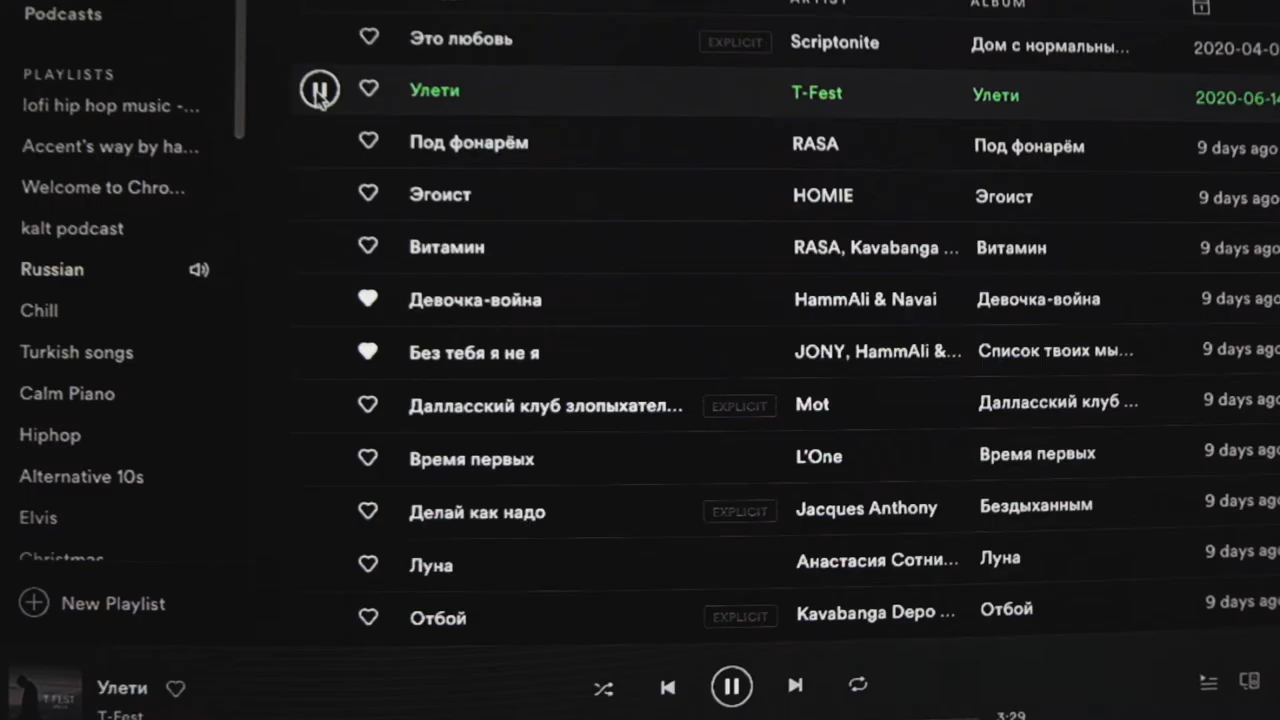 Podcasts
PLAYLISTS
lofi hip hop music -...
Accent's way by ha...
Welcome to Chro...
kalt podcast
Russian
Chill
Turkish songs
Calm Piano
Hiphop
Alternative 10s
Elvis
Christmas
New Playlist
ARTIST ALBUM
Это любовь EXPLICIT Scriptonite Дом с нормальны... 2020-04-0
Улети T-Fest Улети 2020-06-14
Под фонарём RASA Под фонарём 9 days ago
Эгоист HOMIE Эгоист 9 days ago
Витамин RASA, Kavabanga ... Витамин 9 days ago
Девочка-война HammAli & Navai Девочка-война 9 days ago
Без тебя я не я JONY, HammAli &... Список твоих мы... 9 days ago
Далласский клуб злопыхател... EXPLICIT Mot Далласский клуб ... 9 days ago
Время первых L'One Время первых 9 days ago
Делай как надо EXPLICIT Jacques Anthony Бездыханным 9 days ago
Луна Анастасия Сотни... Луна 9 days ago
Отбой EXPLICIT Kavabanga Depo ... Отбой 9 days ago
T-FEST
Улети
T-Fest
3:29